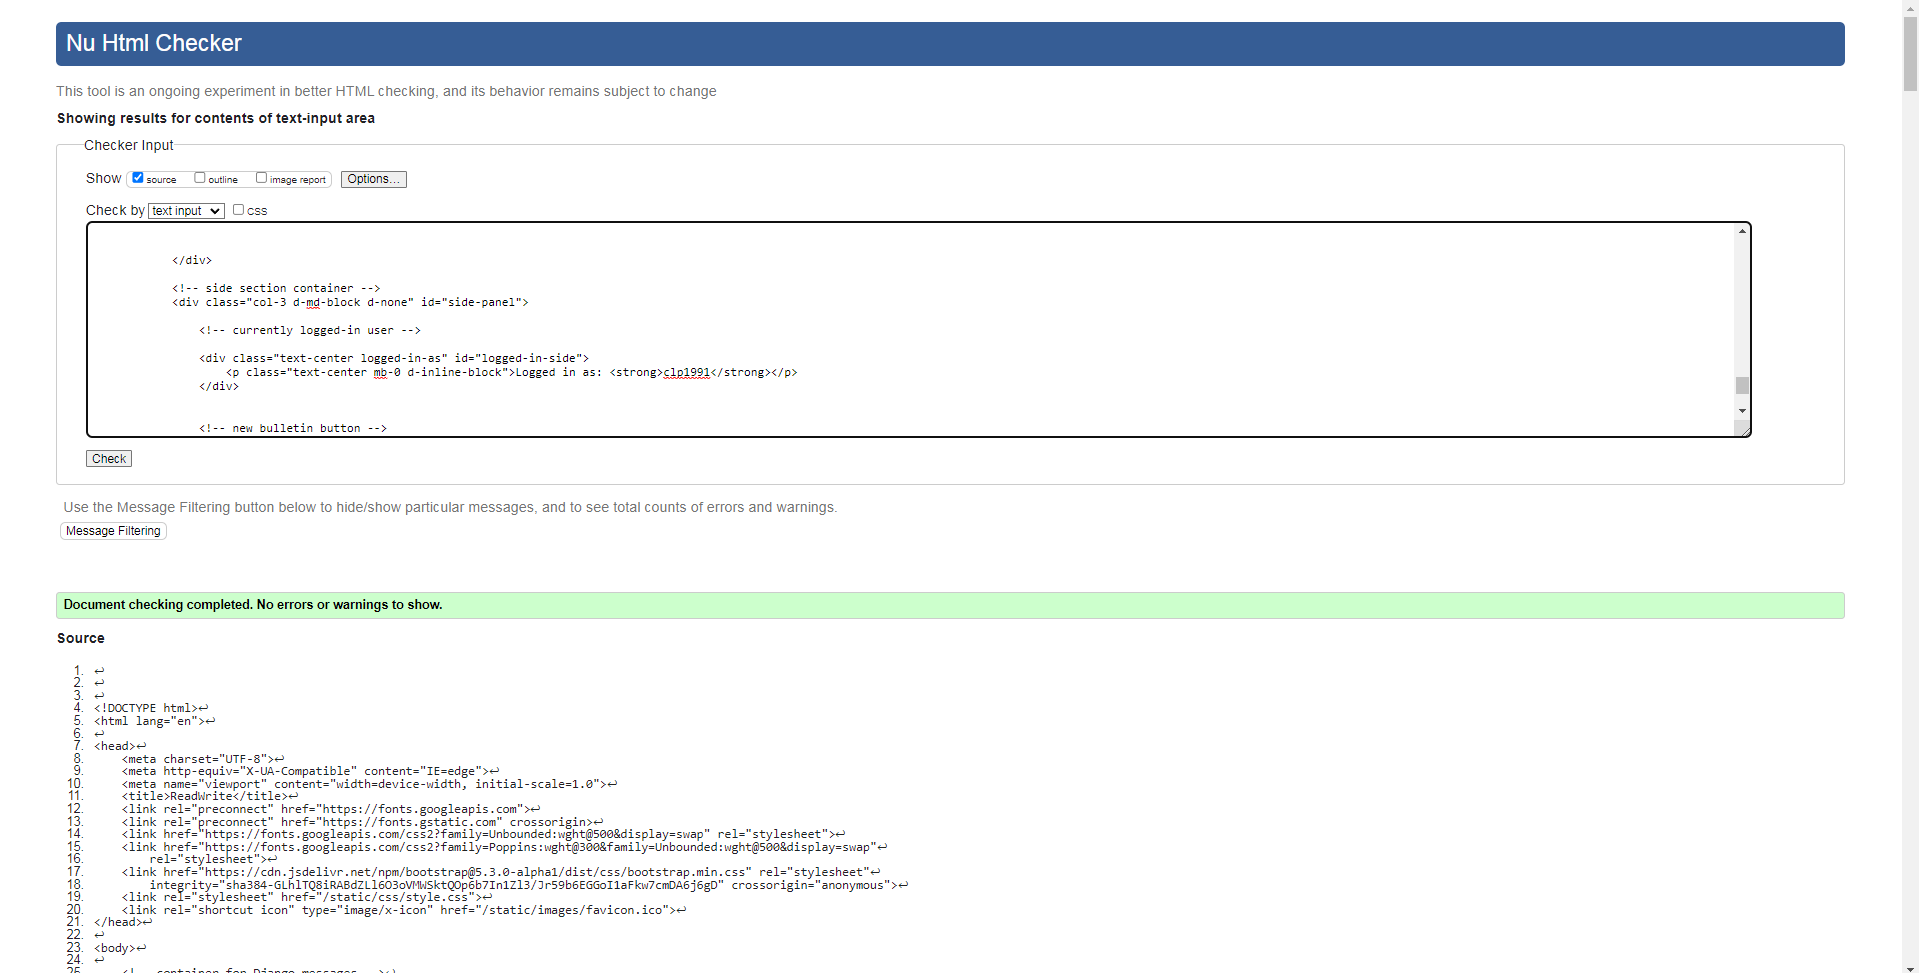 Nu Html Checker
This tool is an ongoing experiment in better HTML checking, and its behavior remains subject to change
Showing results for contents of text-input area
Checker Input
Show source outline image report Options...
Check by text input css
</div>
<!-- side section container -->
<div class="col-3 d-md-block d-none" id="side-panel">
<!-- currently logged-in user -->
<div class="text-center logged-in-as" id="logged-in-side">
<p class="text-center mb-0 d-inline-block">Logged in as: <strong>clp1991</strong></p>
</div>
<!-- new bulletin button -->
Check
Use the Message Filtering button below to hide/show particular messages, and to see total counts of errors and warnings.
Message Filtering
Document checking completed. No errors or warnings to show.
Source
1. ↩
2. ↩
3. ↩
4. <!DOCTYPE html>↩
5. <html lang="en">↩
6. ↩
7. <head>↩
8. <meta charset="UTF-8">↩
9. <meta http-equiv="X-UA-Compatible" content="IE=edge">↩
10. <meta name="viewport" content="width=device-width, initial-scale=1.0">↩
11. <title>ReadWrite</title>↩
12. <link rel="preconnect" href="https://fonts.googleapis.com">↩
13. <link rel="preconnect" href="https://fonts.gstatic.com" crossorigin>↩
14. <link href="https://fonts.googleapis.com/css2?family=Unbounded:wght@500&display=swap" rel="stylesheet">↩
15. <link href="https://fonts.googleapis.com/css2?family=Poppins:wght@300&family=Unbounded:wght@500&display=swap"↩
16. rel="stylesheet">↩
17. <link href="https://cdn.jsdelivr.net/npm/bootstrap@5.3.0-alpha1/dist/css/bootstrap.min.css" rel="stylesheet"↩
18. integrity="sha384-GLhlTQ8iRABdZLl6O3oVMWSktQOp6b7In1Zl3/Jr59b6EGGoI1aFkw7cmDA6j6gD" crossorigin="anonymous">↩
19. <link rel="stylesheet" href="/static/css/style.css">↩
20. <link rel="shortcut icon" type="image/x-icon" href="/static/images/favicon.ico">↩
21. </head>↩
22. ↩
23. <body>↩
24. ↩
25. <!-- container for Django messages -->↩